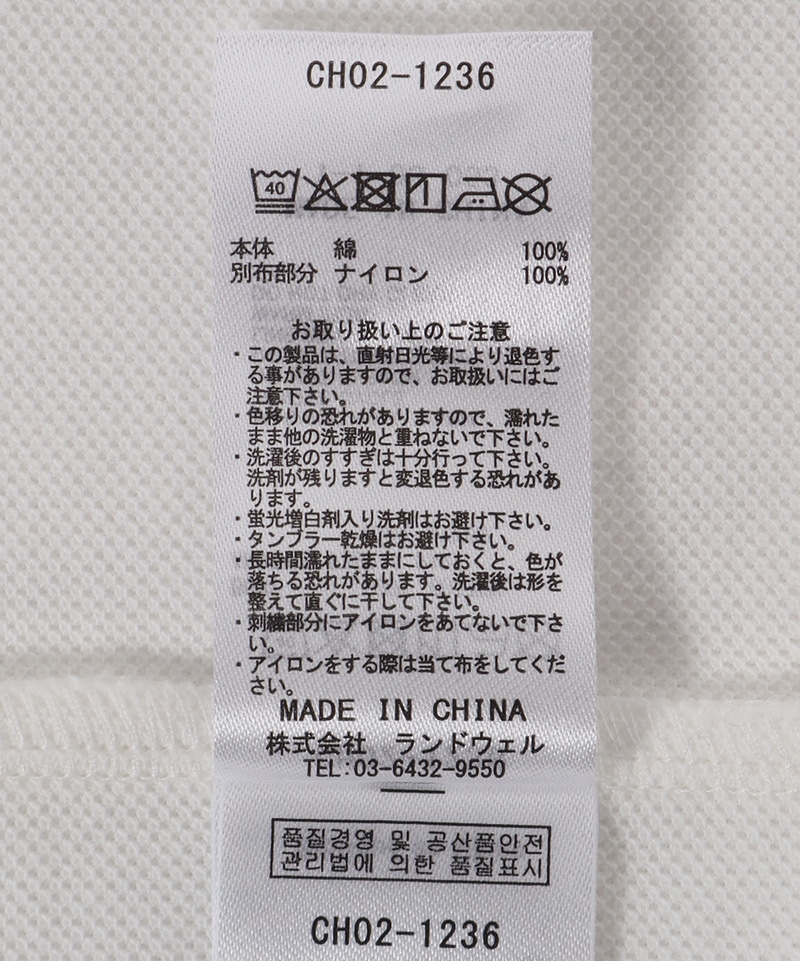 CH02-1236
40
本体 綿 100%
別布部分 ナイロン 100%
お取り扱い上のご注意
・この製品は、直射日光等により退色す
る事がありますので、お取扱いにはご
注意下さい。
・色移りの恐れがありますので、濡れた
まま他の洗濯物と重ねないで下さい。
・洗濯後のすすぎは十分行って下さい。
洗剤が残りますと変退色する恐れがあ
ります。
・蛍光増白剤入り洗剤はお避け下さい。
・タンブラー乾燥はお避け下さい。
・長時間濡れたままにしておくと、色が
落ちる恐れがあります。洗濯後は形を
整えて直ぐに干して下さい。
・刺繍部分にアイロンをあてないで下さ
い。
・アイロンをする際は当て布をしてくだ
さい。
MADE IN CHINA
株式会社 ランドウェル
TEL:03-6432-9550
품질경영 및 공산품안전
관리법에 의한 품질표시
CH02-1236